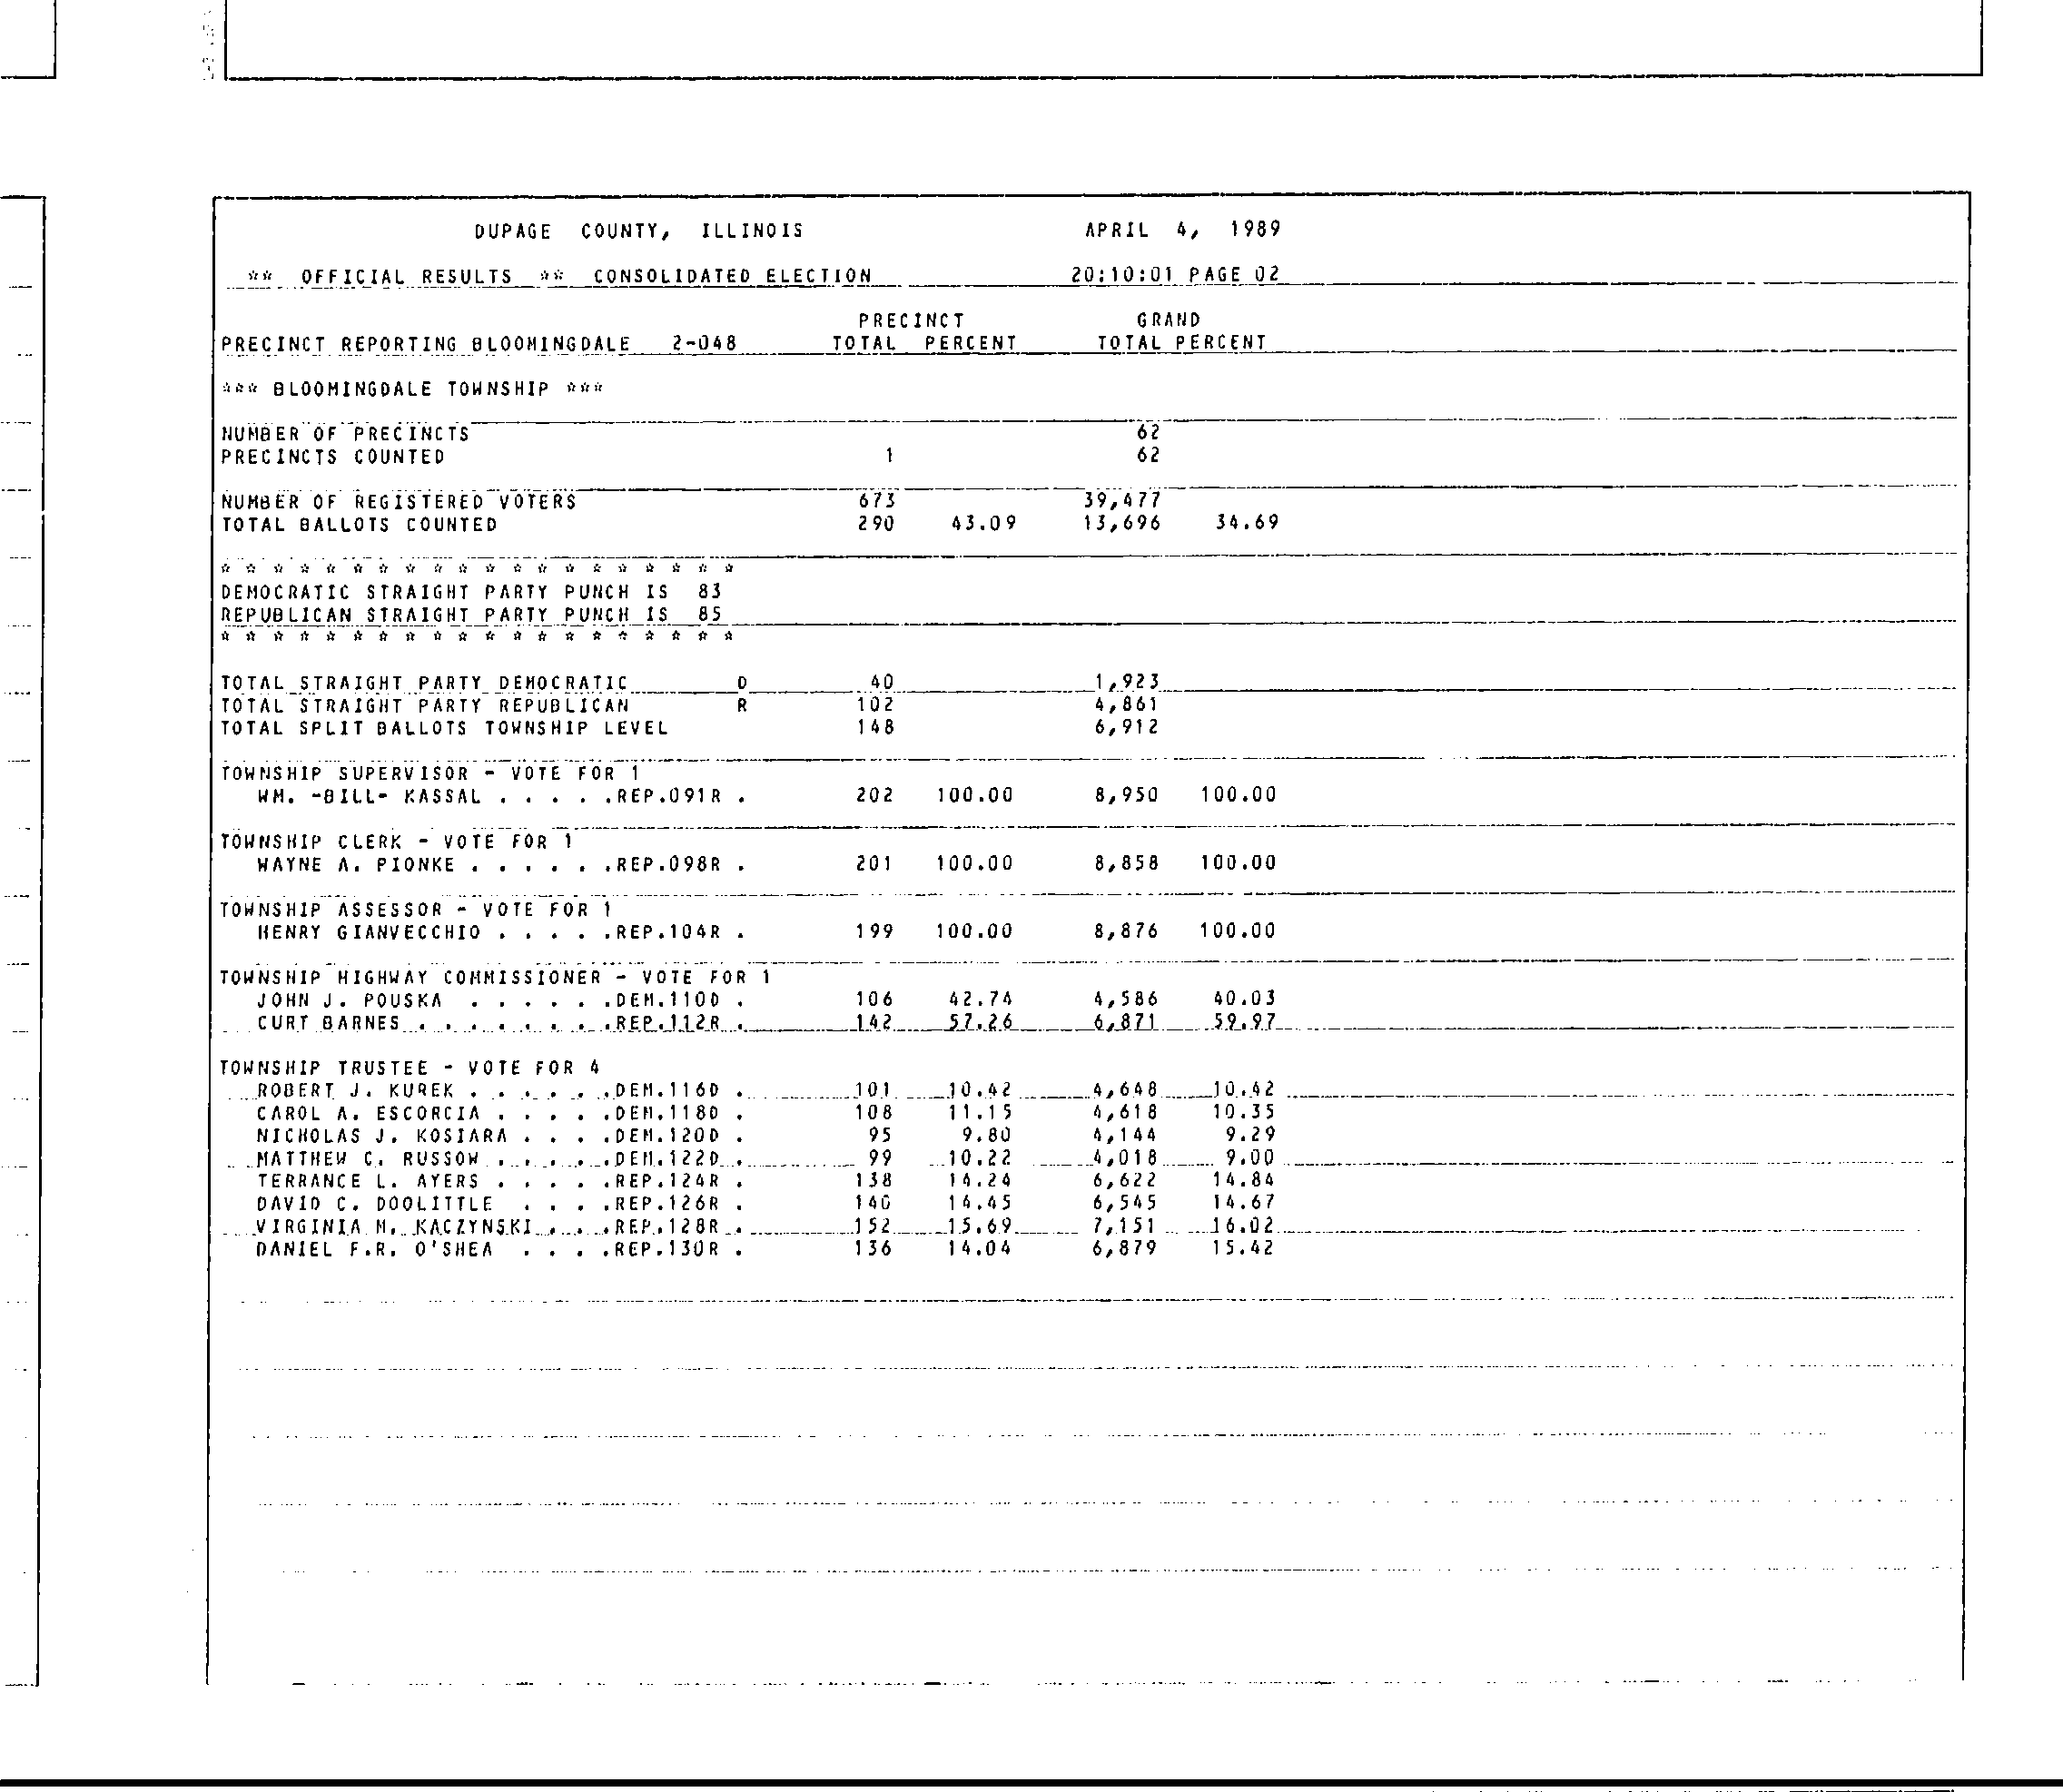 DUPAGE COUNTY, ILLINOIS APRIL 4, 1989
** OFFICIAL RESULTS ** CONSOLIDATED ELECTION 20:10:01 PAGE 02
PRECINCT GRAND
PRECINCT REPORTING BLOOMINGDALE 2-048 TOTAL PERCENT TOTAL PERCENT
*** BLOOMINGDALE TOWNSHIP ***
NUMBER OF PRECINCTS 62
PRECINCTS COUNTED 1 62
NUMBER OF REGISTERED VOTERS 673 39,477
TOTAL BALLOTS COUNTED 290 43.09 13,696 34.69
* * * * * * * * * * * * * * * * * * * *
DEMOCRATIC STRAIGHT PARTY PUNCH IS 83
REPUBLICAN STRAIGHT PARTY PUNCH IS 85
* * * * * * * * * * * * * * * * * * * *
TOTAL STRAIGHT PARTY DEMOCRATIC D 40 1,923
TOTAL STRAIGHT PARTY REPUBLICAN R 102 4,861
TOTAL SPLIT BALLOTS TOWNSHIP LEVEL 148 6,912
TOWNSHIP SUPERVISOR - VOTE FOR 1
WM. -BILL- KASSAL . . . . .REP.091R . 202 100.00 8,950 100.00
TOWNSHIP CLERK - VOTE FOR 1
WAYNE A. PIONKE . . . . . .REP.098R . 201 100.00 8,858 100.00
TOWNSHIP ASSESSOR - VOTE FOR 1
HENRY GIANVECCHIO . . . . .REP.104R . 199 100.00 8,876 100.00
TOWNSHIP HIGHWAY COMMISSIONER - VOTE FOR 1
JOHN J. POUSKA . . . . . .DEM.110D . 106 42.74 4,586 40.03
CURT BARNES . . . . . . . .REP.112R . 142 57.26 6,871 59.97
TOWNSHIP TRUSTEE - VOTE FOR 4
ROBERT J. KUREK . . . . . .DEM.116D . 101 10.42 4,648 10.42
CAROL A. ESCORCIA . . . . .DEM.118D . 108 11.15 4,618 10.35
NICHOLAS J. KOSIARA . . . .DEM.120D . 95 9.80 4,144 9.29
MATTHEW C. RUSSOW . . . . .DEM.122D . 99 10.22 4,018 9.00
TERRANCE L. AYERS . . . . .REP.124R . 138 14.24 6,622 14.84
DAVID C. DOOLITTLE . . . .REP.126R . 140 14.45 6,545 14.67
VIRGINIA M. KACZYNSKI . . .REP.128R . 152 15.69 7,151 16.02
DANIEL F.R. O'SHEA . . . .REP.130R . 136 14.04 6,879 15.42